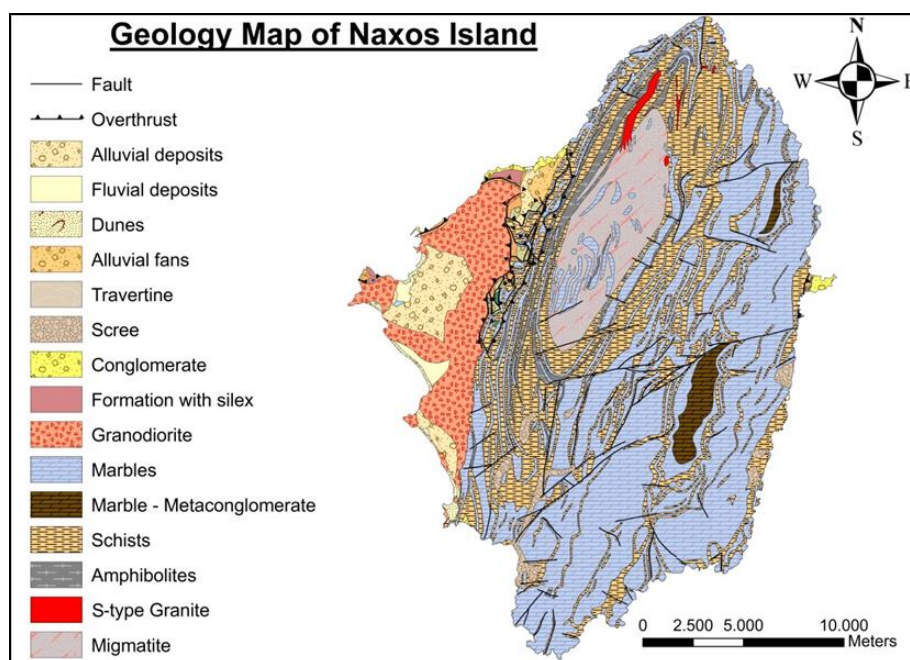 Geology Map of Naxos Island
Fault
Overthrust
Alluvial deposits
Fluvial deposits
Dunes
Alluvial fans
Travertine
Scree
Conglomerate
Formation with silex
Granodiorite
Marbles
Marble - Metaconglomerate
Schists
Amphibolites
S-type Granite
Migmatite
N
W E
S
0 2.500 5.000 10.000
Meters